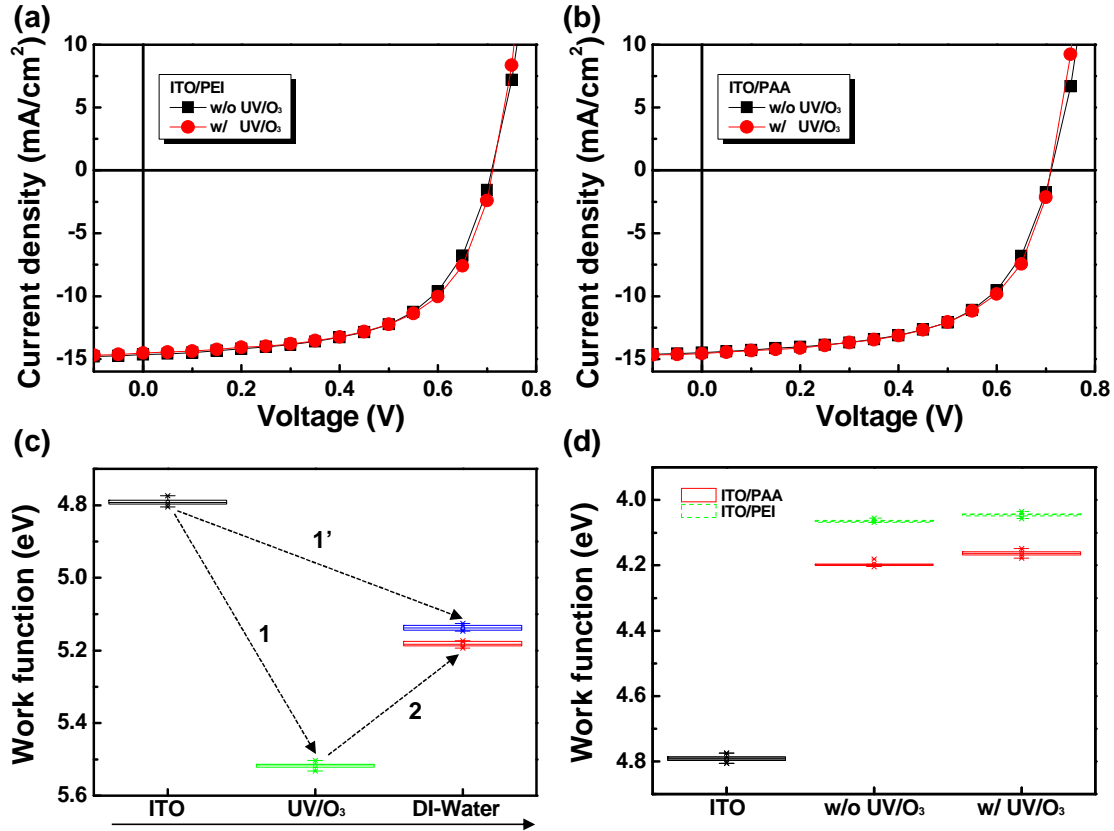 (a)
10
5
0
-5
-10
-15
Current density (mA/cm²)
ITO/PEI
w/o UV/O₃
w/ UV/O₃
0.0 0.2 0.4 0.6 0.8
Voltage (V)
(b)
10
5
0
-5
-10
-15
Current density (mA/cm²)
ITO/PAA
w/o UV/O₃
w/ UV/O₃
0.0 0.2 0.4 0.6 0.8
Voltage (V)
(c)
4.8
5.0
5.2
5.4
5.6
Work function (eV)
1'
1
2
ITO UV/O₃ DI-Water
(d)
4.0
4.2
4.4
4.6
4.8
Work function (eV)
ITO/PAA
ITO/PEI
ITO w/o UV/O₃ w/ UV/O₃